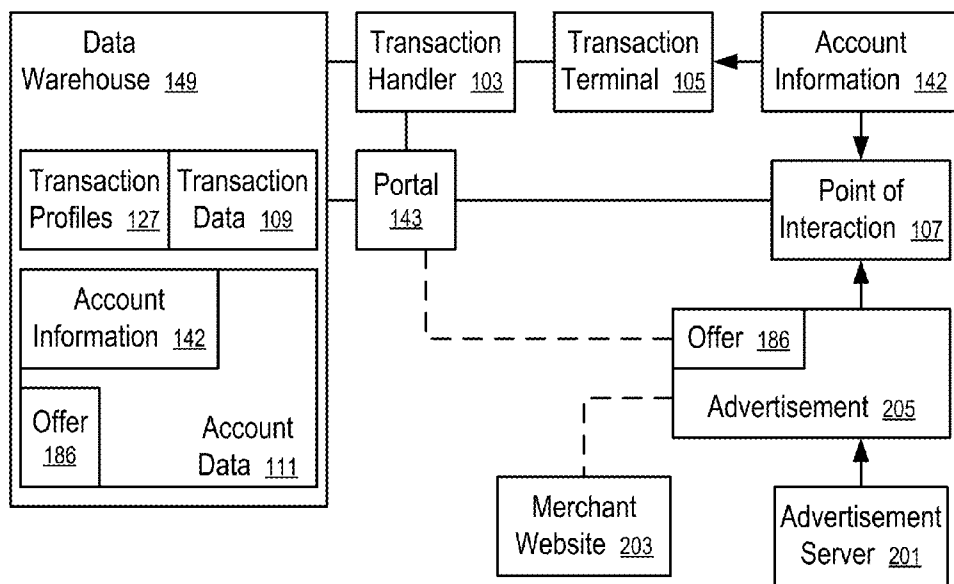 Data
Warehouse 149
Transaction
Handler 103
Transaction
Terminal 105
Account
Information 142
Transaction
Profiles 127
Transaction
Data 109
Portal
143
Point of
Interaction 107
Account
Information 142
Offer
186
Account
Data 111
Offer 186
Advertisement 205
Merchant
Website 203
Advertisement
Server 201